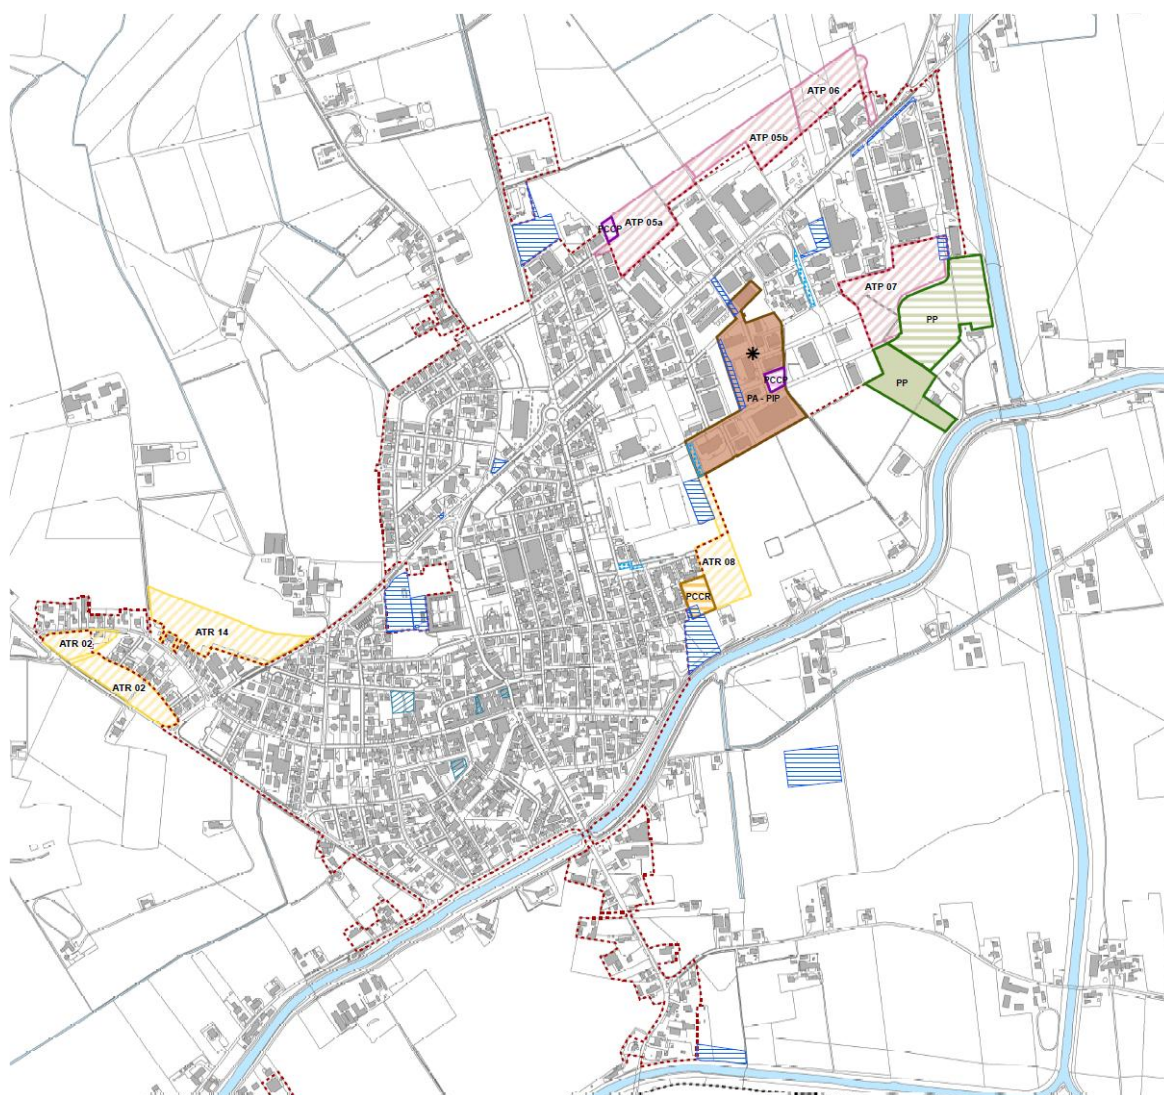 ATP 06
ATP 05b
ATP 05a
PCCP
ATP 07
PP
PP
PCCP
PA - PIP
ATR 08
PCCR
ATR 14
ATR 02
ATR 02